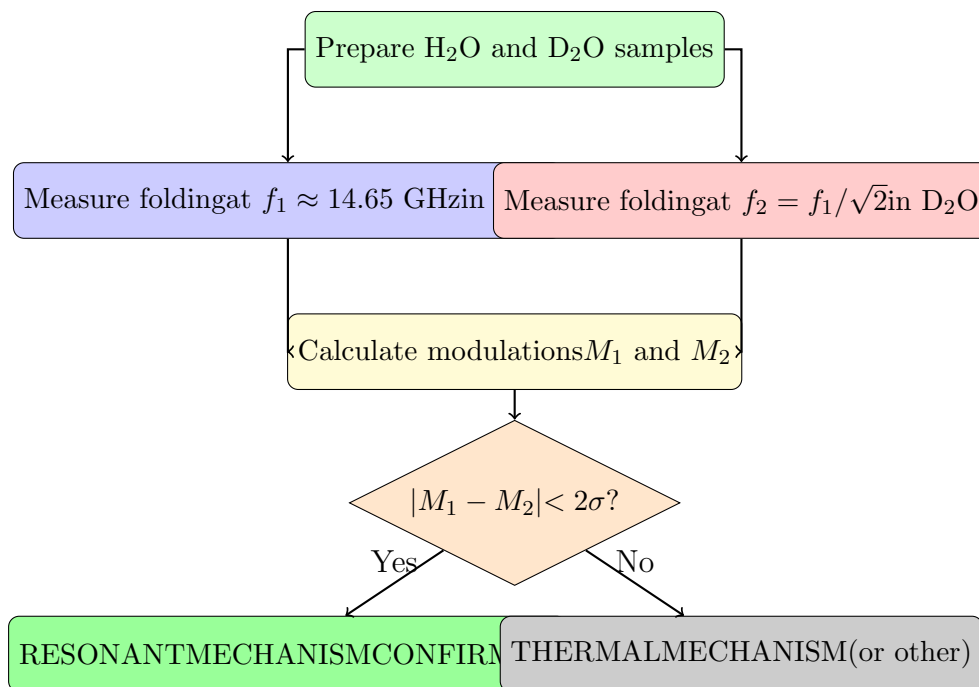 Prepare H₂O and D₂O samples
Measure foldingat f₁ ≈ 14.65 GHzin
Measure foldingat f₂ = f₁/√2in D₂O
Calculate modulationsM₁ and M₂
|M₁ − M₂|< 2σ?
Yes
No
RESONANTMECHANISMCONFIRM
THERMALMECHANISM(or other)